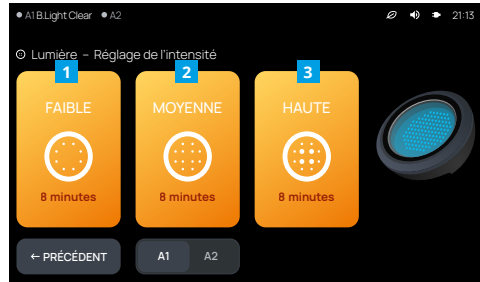 A1 B.Light Clear A2 21:13
Lumière – Réglage de l'intensité
1 2 3
FAIBLE MOYENNE HAUTE
8 minutes 8 minutes 8 minutes
← PRÉCÉDENT A1 A2